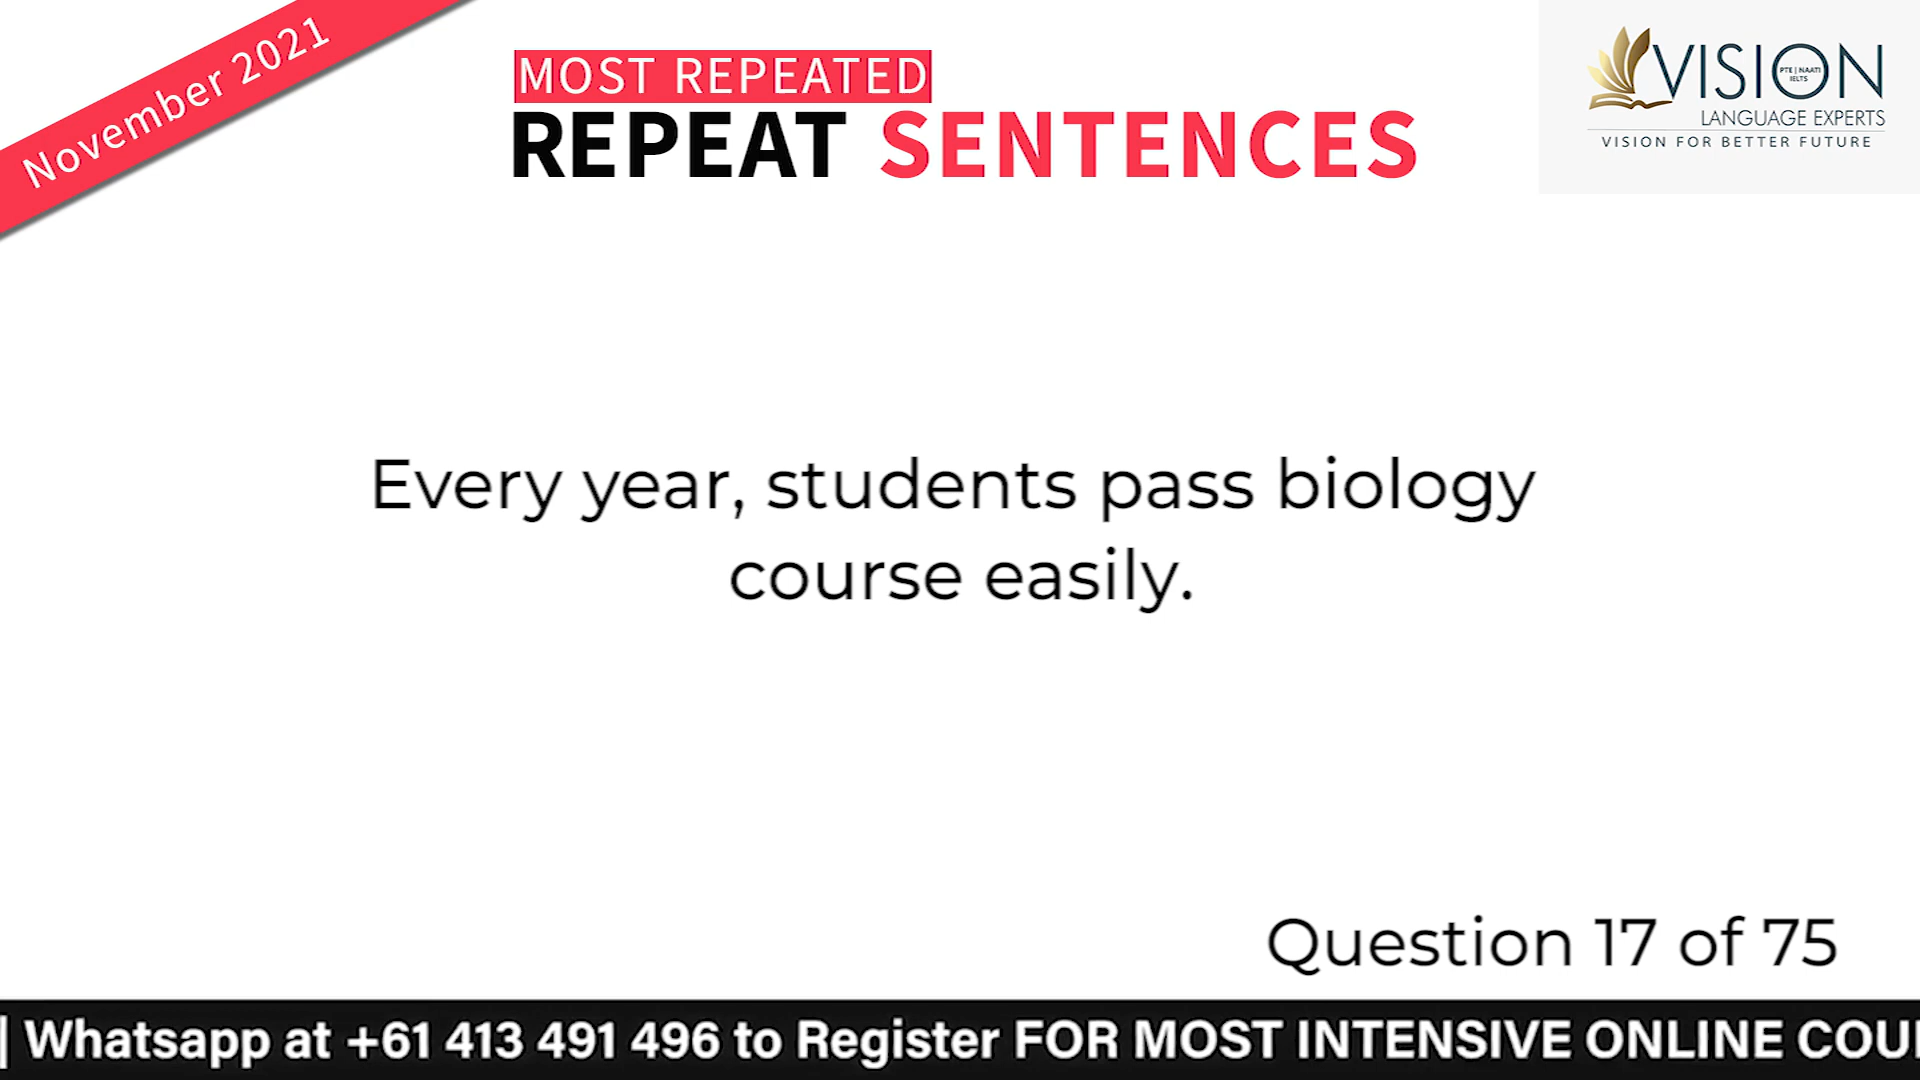 November 2021
MOST REPEATED
REPEAT SENTENCES
VISION
PTE | NAATI
IELTS
LANGUAGE EXPERTS
VISION FOR BETTER FUTURE
Every year, students pass biology
course easily.
Question 17 of 75
| Whatsapp at +61 413 491 496 to Register FOR MOST INTENSIVE ONLINE COU